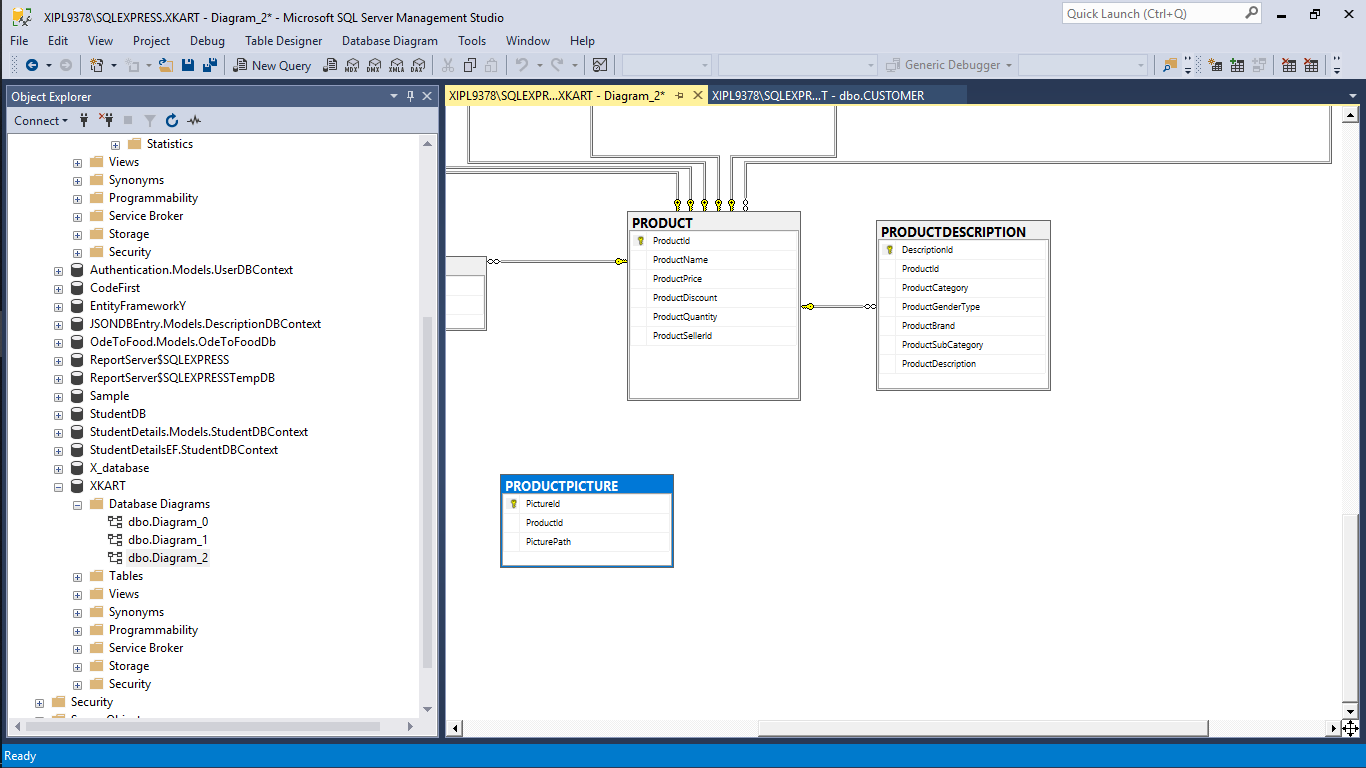 XIPL9378\SQLEXPRESS.XKART - Diagram_2* - Microsoft SQL Server Management Studio
Quick Launch (Ctrl+Q)
File Edit View Project Debug Table Designer Database Diagram Tools Window Help
New Query MDX DMX XMLA DAX Generic Debugger
Object Explorer
XIPL9378\SQLEXPR...XKART - Diagram_2*
XIPL9378\SQLEXPR...T - dbo.CUSTOMER
Connect
Statistics
Views
Synonyms
Programmability
Service Broker
Storage
Security
Authentication.Models.UserDBContext
CodeFirst
EntityFrameworkY
JSONDBEntry.Models.DescriptionDBContext
OdeToFood.Models.OdeToFoodDb
ReportServer$SQLEXPRESS
ReportServer$SQLEXPRESSTempDB
Sample
StudentDB
StudentDetails.Models.StudentDBContext
StudentDetailsEF.StudentDBContext
X_database
XKART
Database Diagrams
dbo.Diagram_0
dbo.Diagram_1
dbo.Diagram_2
Tables
Views
Synonyms
Programmability
Service Broker
Storage
Security
Security
PRODUCT
ProductId
ProductName
ProductPrice
ProductDiscount
ProductQuantity
ProductSellerId
PRODUCTDESCRIPTION
DescriptionId
ProductId
ProductCategory
ProductGenderType
ProductBrand
ProductSubCategory
ProductDescription
PRODUCTPICTURE
PictureId
ProductId
PicturePath
Ready